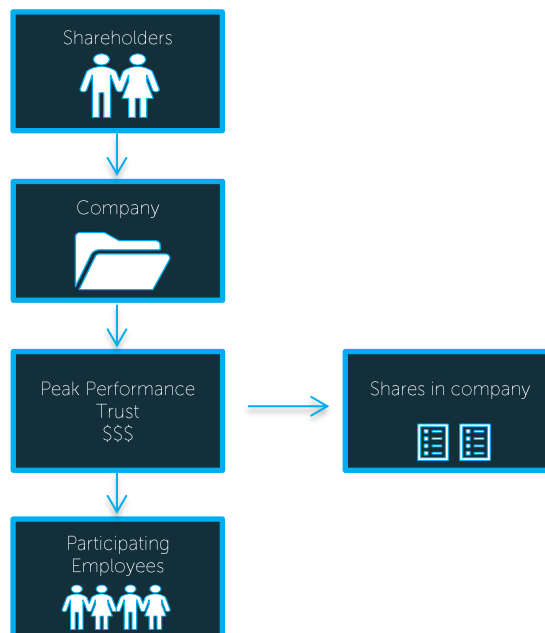 Shareholders
Company
Peak Performance
Trust
$$$
Shares in company
Participating
Employees